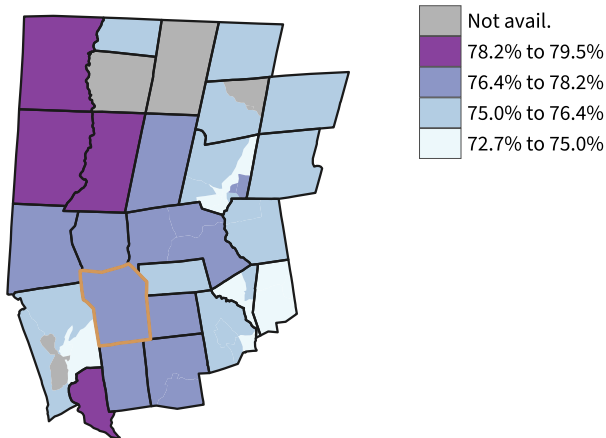 Not avail.
78.2% to 79.5%
76.4% to 78.2%
75.0% to 76.4%
72.7% to 75.0%